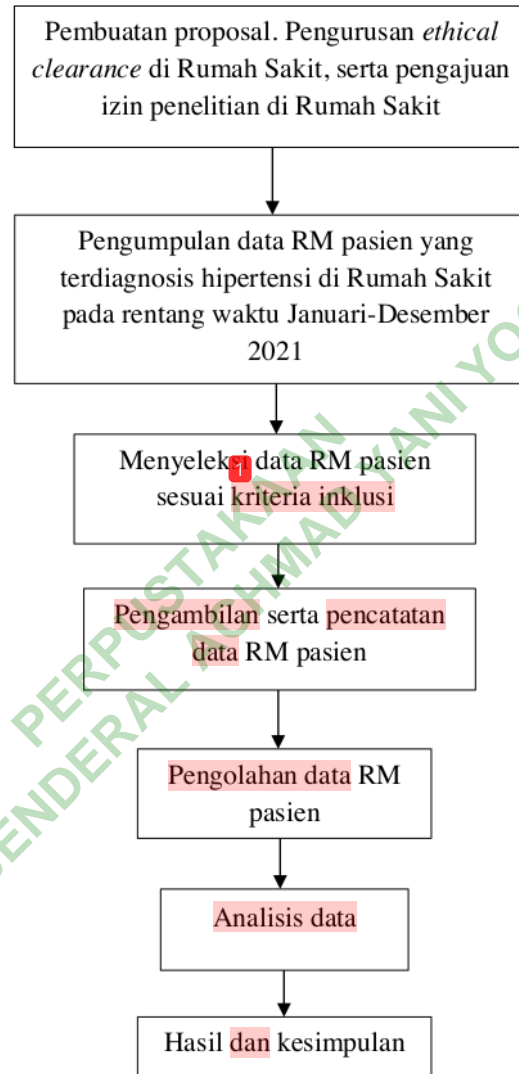 Pembuatan proposal. Pengurusan ethical
clearance di Rumah Sakit, serta pengajuan
izin penelitian di Rumah Sakit
Pengumpulan data RM pasien yang
terdiagnosis hipertensi di Rumah Sakit
pada rentang waktu Januari-Desember
2021
Menyeleksi data RM pasien
1
sesuai kriteria inklusi
Pengambilan serta pencatatan
data RM pasien
Pengolahan data RM
pasien
Analisis data
Hasil dan kesimpulan
PERPUSTAKAAN
JENDERAL ACHMAD YANI